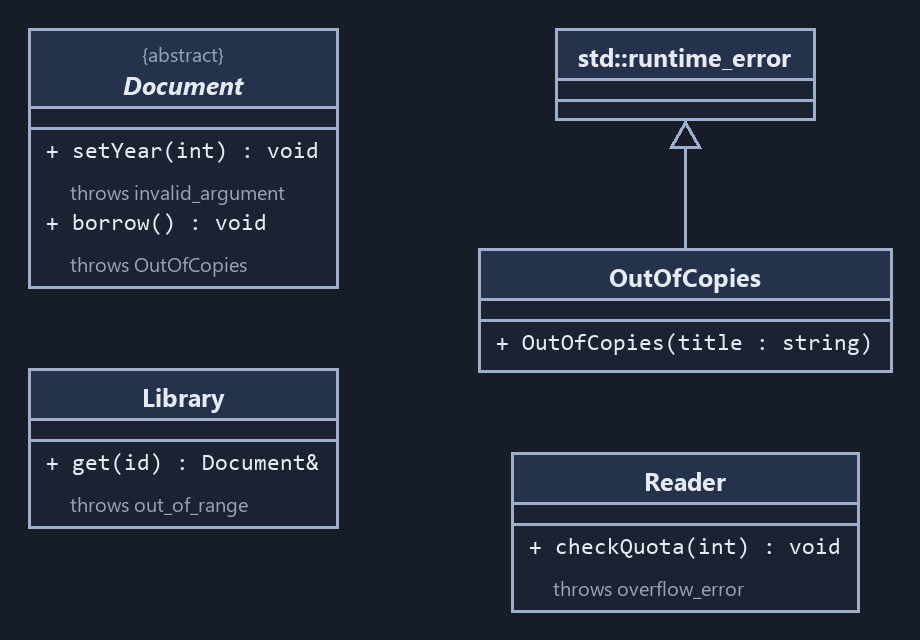 {abstract}
Document
+ setYear(int) : void
throws invalid_argument
+ borrow() : void
throws OutOfCopies
std::runtime_error
OutOfCopies
+ OutOfCopies(title : string)
Library
+ get(id) : Document&
throws out_of_range
Reader
+ checkQuota(int) : void
throws overflow_error